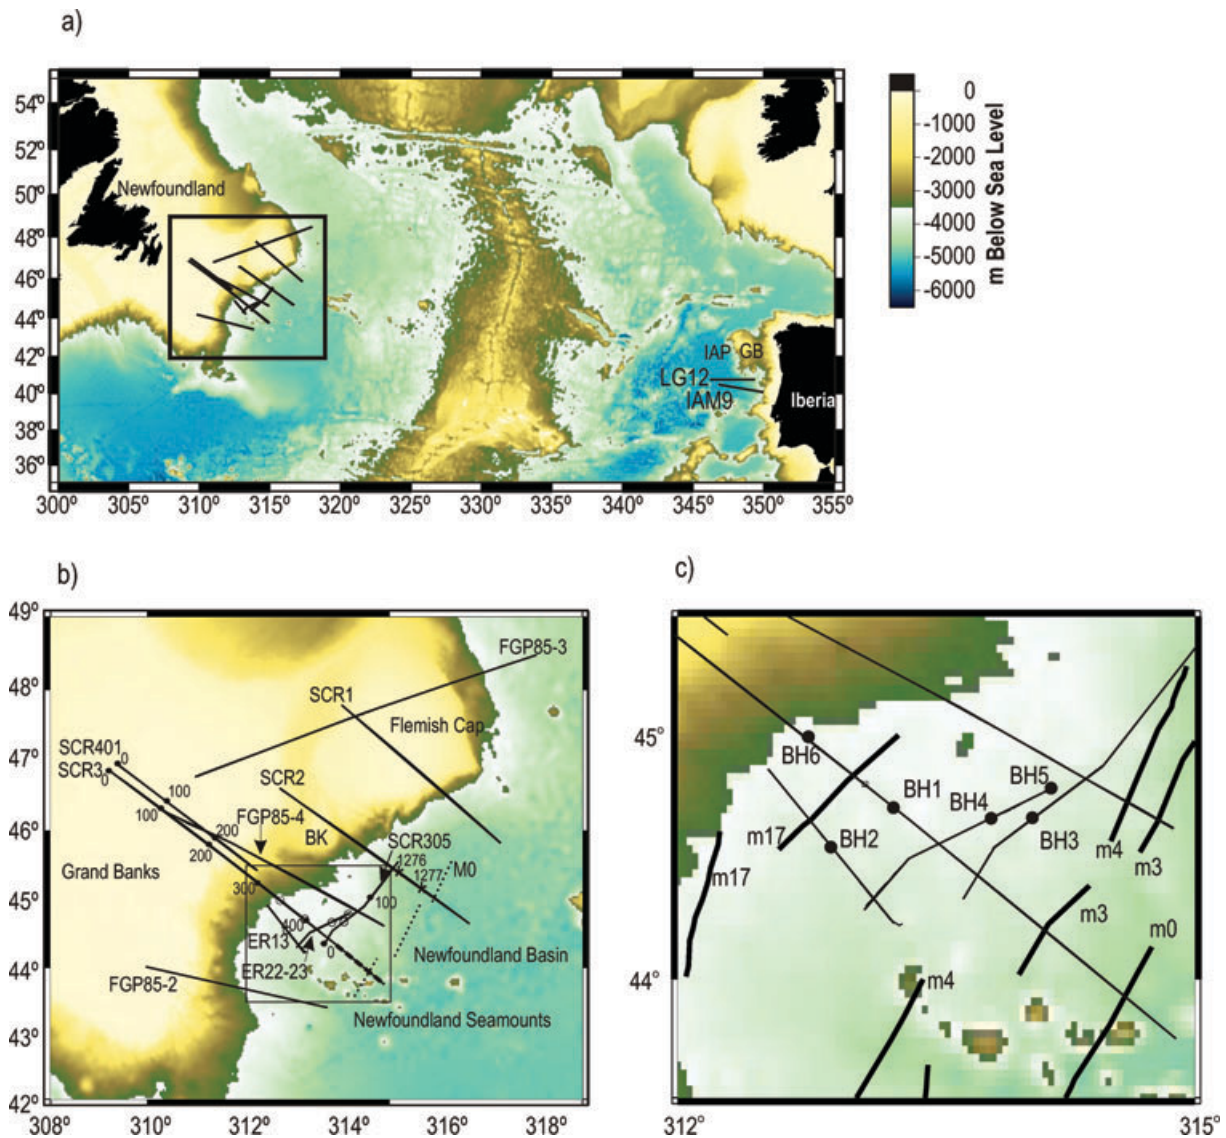 a)
54º
52º
50º
48º
46º
44º
42º
40º
38º
36º
300º 305º 310º 315º 320º 325º 330º 335º 340º 345º 350º 355º
Newfoundland
IAP GB
LG12
IAM9
Iberia
0
-1000
-2000
-3000
-4000
-5000
-6000
m Below Sea Level
b)
49º
48º
47º
46º
45º
44º
43º
42º
308º 310º 312º 314º 316º 318º
FGP85-3
SCR1
Flemish Cap
SCR401
0
SCR3
0
SCR2
100
100
FGP85-4
BK
200
200
SCR305
1276
1277
M0
Grand Banks
300
100
400
ER13
0
ER22-23
Newfoundland Basin
FGP85-2
Newfoundland Seamounts
c)
45º
44º
312º 315º
BH6
BH1
BH5
BH4
BH3
m17
BH2
m4
m3
m17
m3
m0
m4